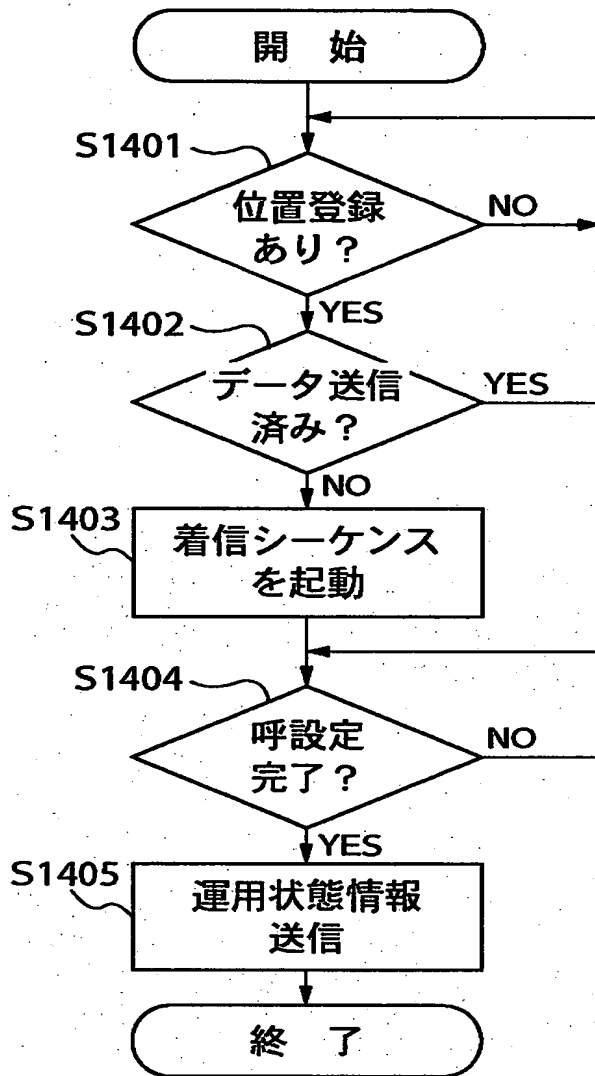 開 始
S1401
位置登録
あり？
NO
YES
S1402
データ送信
済み？
YES
NO
S1403
着信シーケンス
を起動
S1404
呼設定
完了？
NO
YES
S1405
運用状態情報
送信
終 了